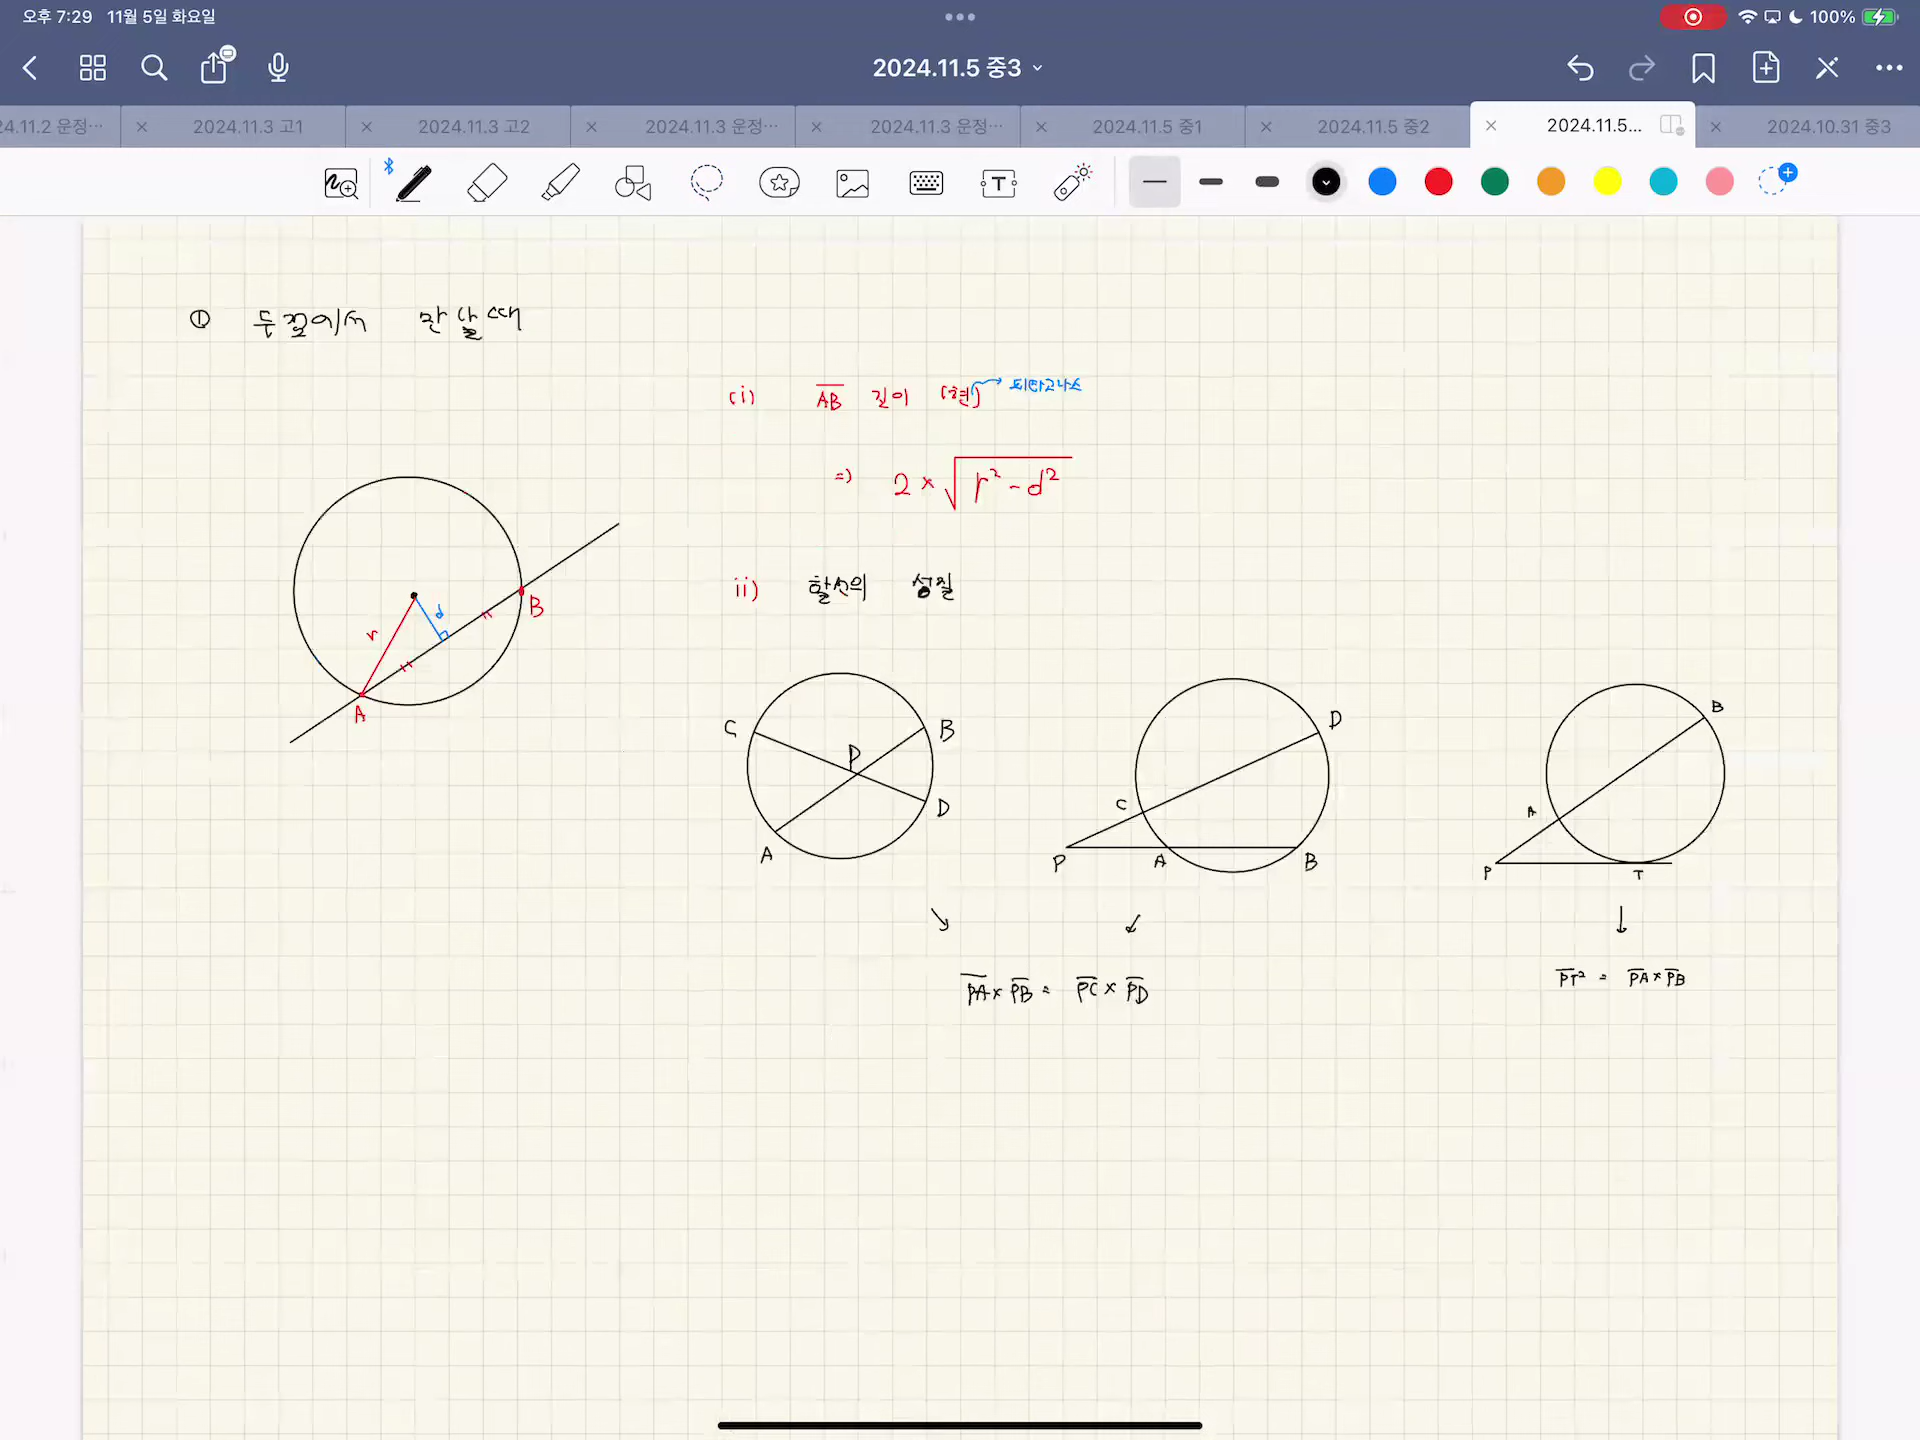 오후 7:29 11월 5일 화요일
100%
2024.11.5 중3
24.11.2 운정…
2024.11.3 고1
2024.11.3 고2
2024.11.3 운정…
2024.11.3 운정…
2024.11.5 중1
2024.11.5 중2
2024.11.5...
2024.10.31 중3
① 두점에서 만날때
(i) AB 길이 (현) → 피타고라스
⇒ 2 × √r² - d²
r
d
A
B
ii) 할선의 성질
C B P D A
D C P A B
B A P T
PA × PB = PC × PD
PT² = PA × PB